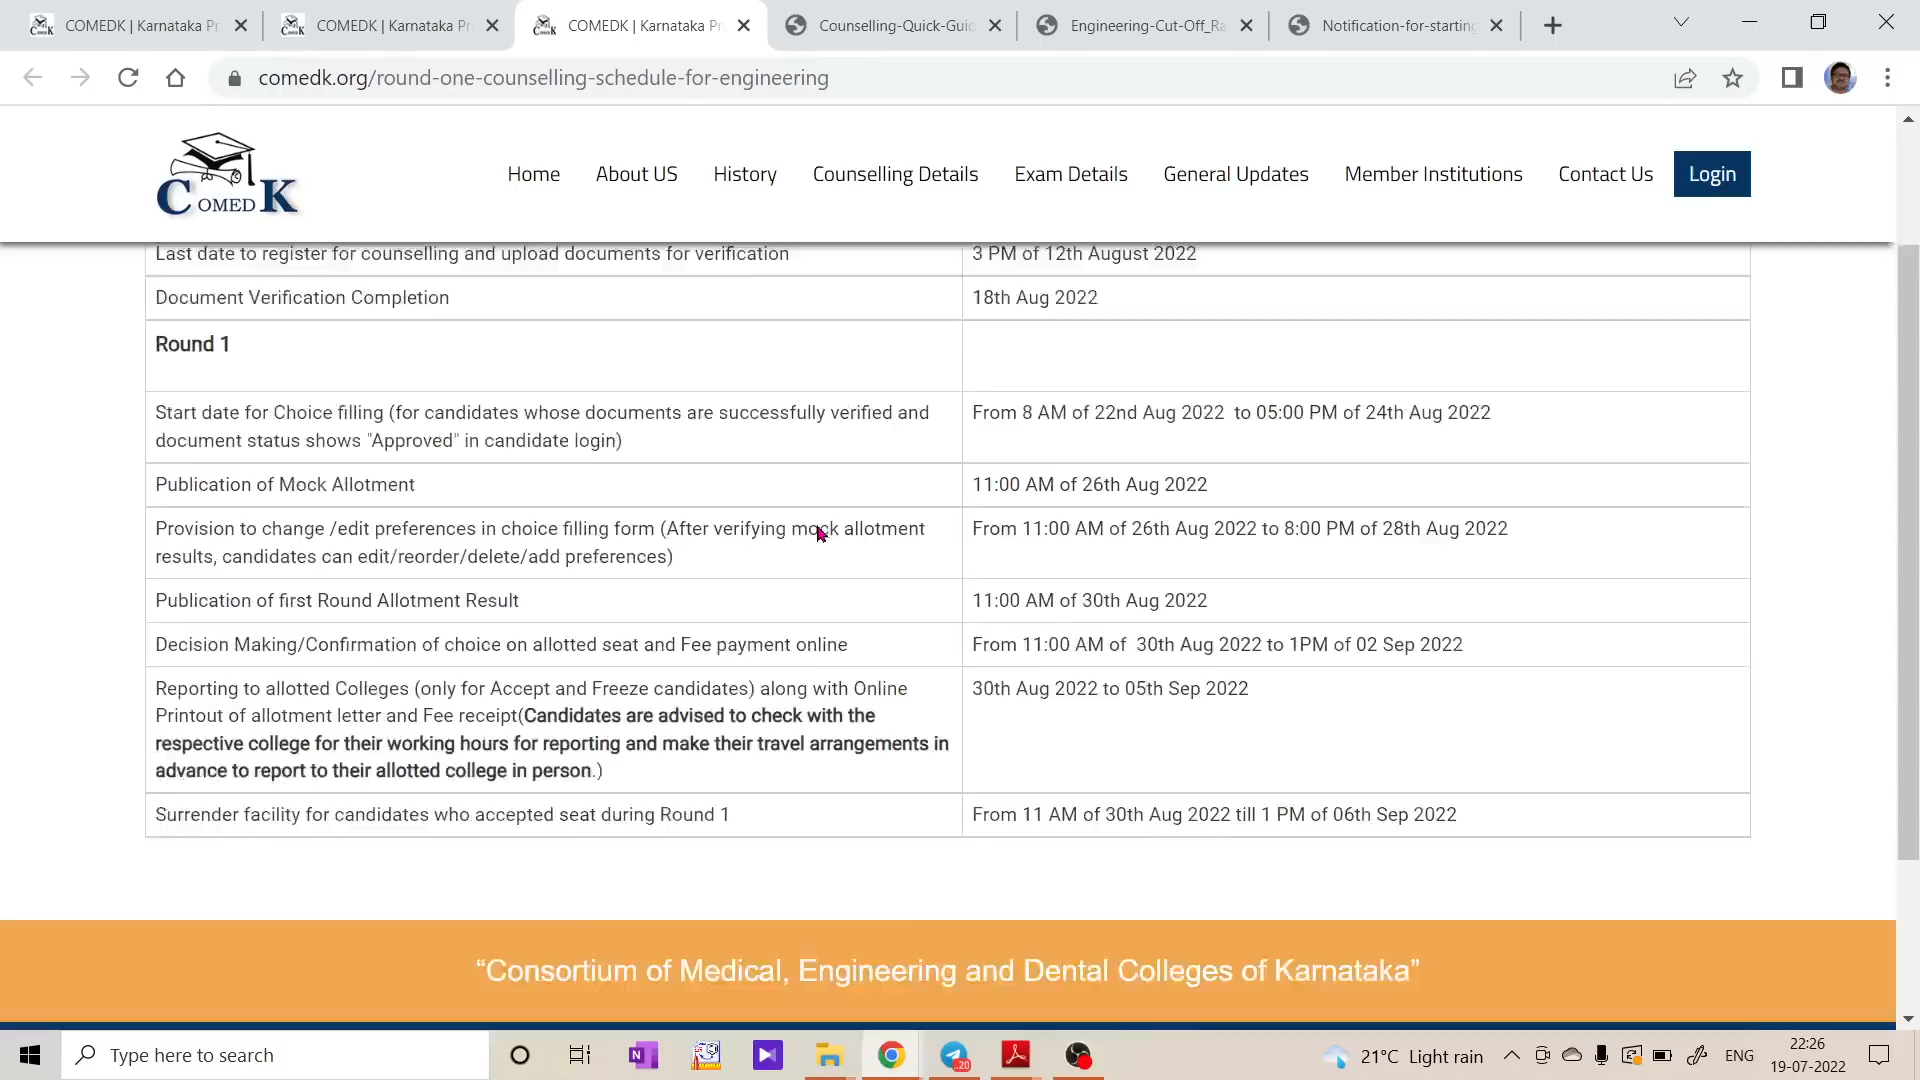 COMEDK | Karnataka Pr
COMEDK | Karnataka Pr
COMEDK | Karnataka Pr
Counselling-Quick-Guid
Engineering-Cut-Off_Ra
Notification-for-starting
comedk.org/round-one-counselling-schedule-for-engineering
COMEDK
Home
About US
History
Counselling Details
Exam Details
General Updates
Member Institutions
Contact Us
Login
Last date to register for counselling and upload documents for verification
3 PM of 12th August 2022
Document Verification Completion
18th Aug 2022
Round 1
Start date for Choice filling (for candidates whose documents are successfully verified and
document status shows "Approved" in candidate login)
From 8 AM of 22nd Aug 2022 to 05:00 PM of 24th Aug 2022
Publication of Mock Allotment
11:00 AM of 26th Aug 2022
Provision to change /edit preferences in choice filling form (After verifying mock allotment
results, candidates can edit/reorder/delete/add preferences)
From 11:00 AM of 26th Aug 2022 to 8:00 PM of 28th Aug 2022
Publication of first Round Allotment Result
11:00 AM of 30th Aug 2022
Decision Making/Confirmation of choice on allotted seat and Fee payment online
From 11:00 AM of 30th Aug 2022 to 1PM of 02 Sep 2022
Reporting to allotted Colleges (only for Accept and Freeze candidates) along with Online
Printout of allotment letter and Fee receipt(Candidates are advised to check with the
respective college for their working hours for reporting and make their travel arrangements in
advance to report to their allotted college in person.)
30th Aug 2022 to 05th Sep 2022
Surrender facility for candidates who accepted seat during Round 1
From 11 AM of 30th Aug 2022 till 1 PM of 06th Sep 2022
“Consortium of Medical, Engineering and Dental Colleges of Karnataka”
Type here to search
N
20
21°C Light rain
ENG
22:26
19-07-2022